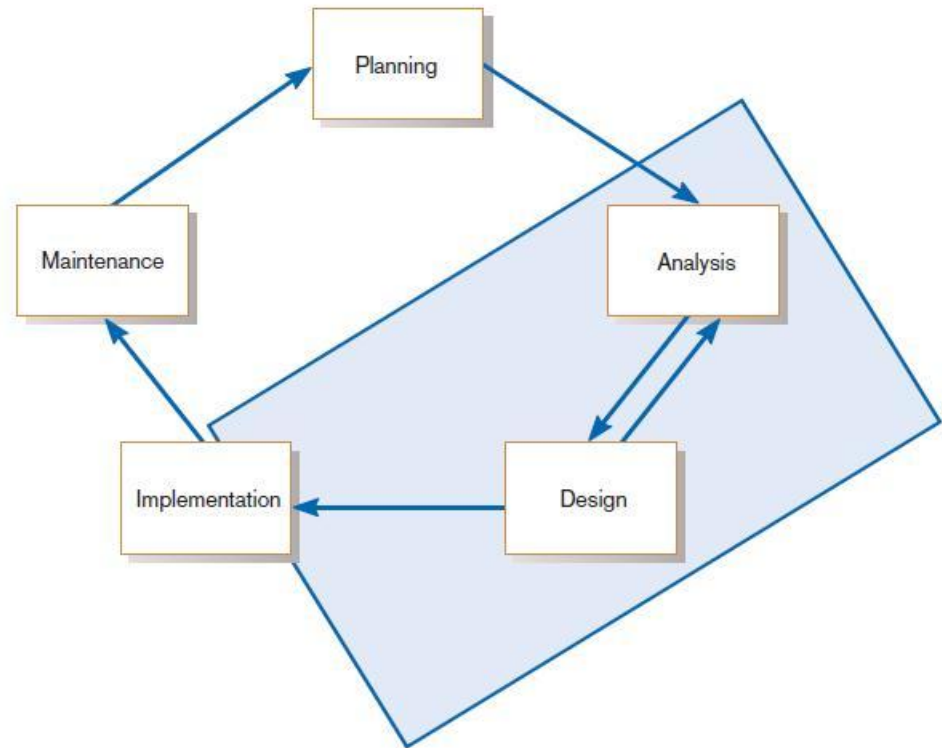 Planning
Maintenance
Analysis
Implementation
Design